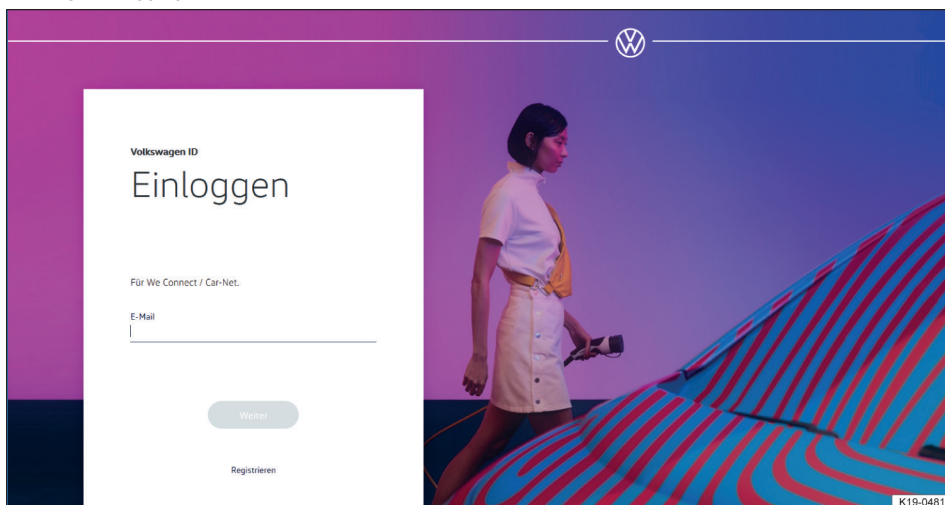 Volkswagen ID
Einloggen
Für We Connect / Car-Net.
E-Mail
Weiter
Registrieren
K19-0481